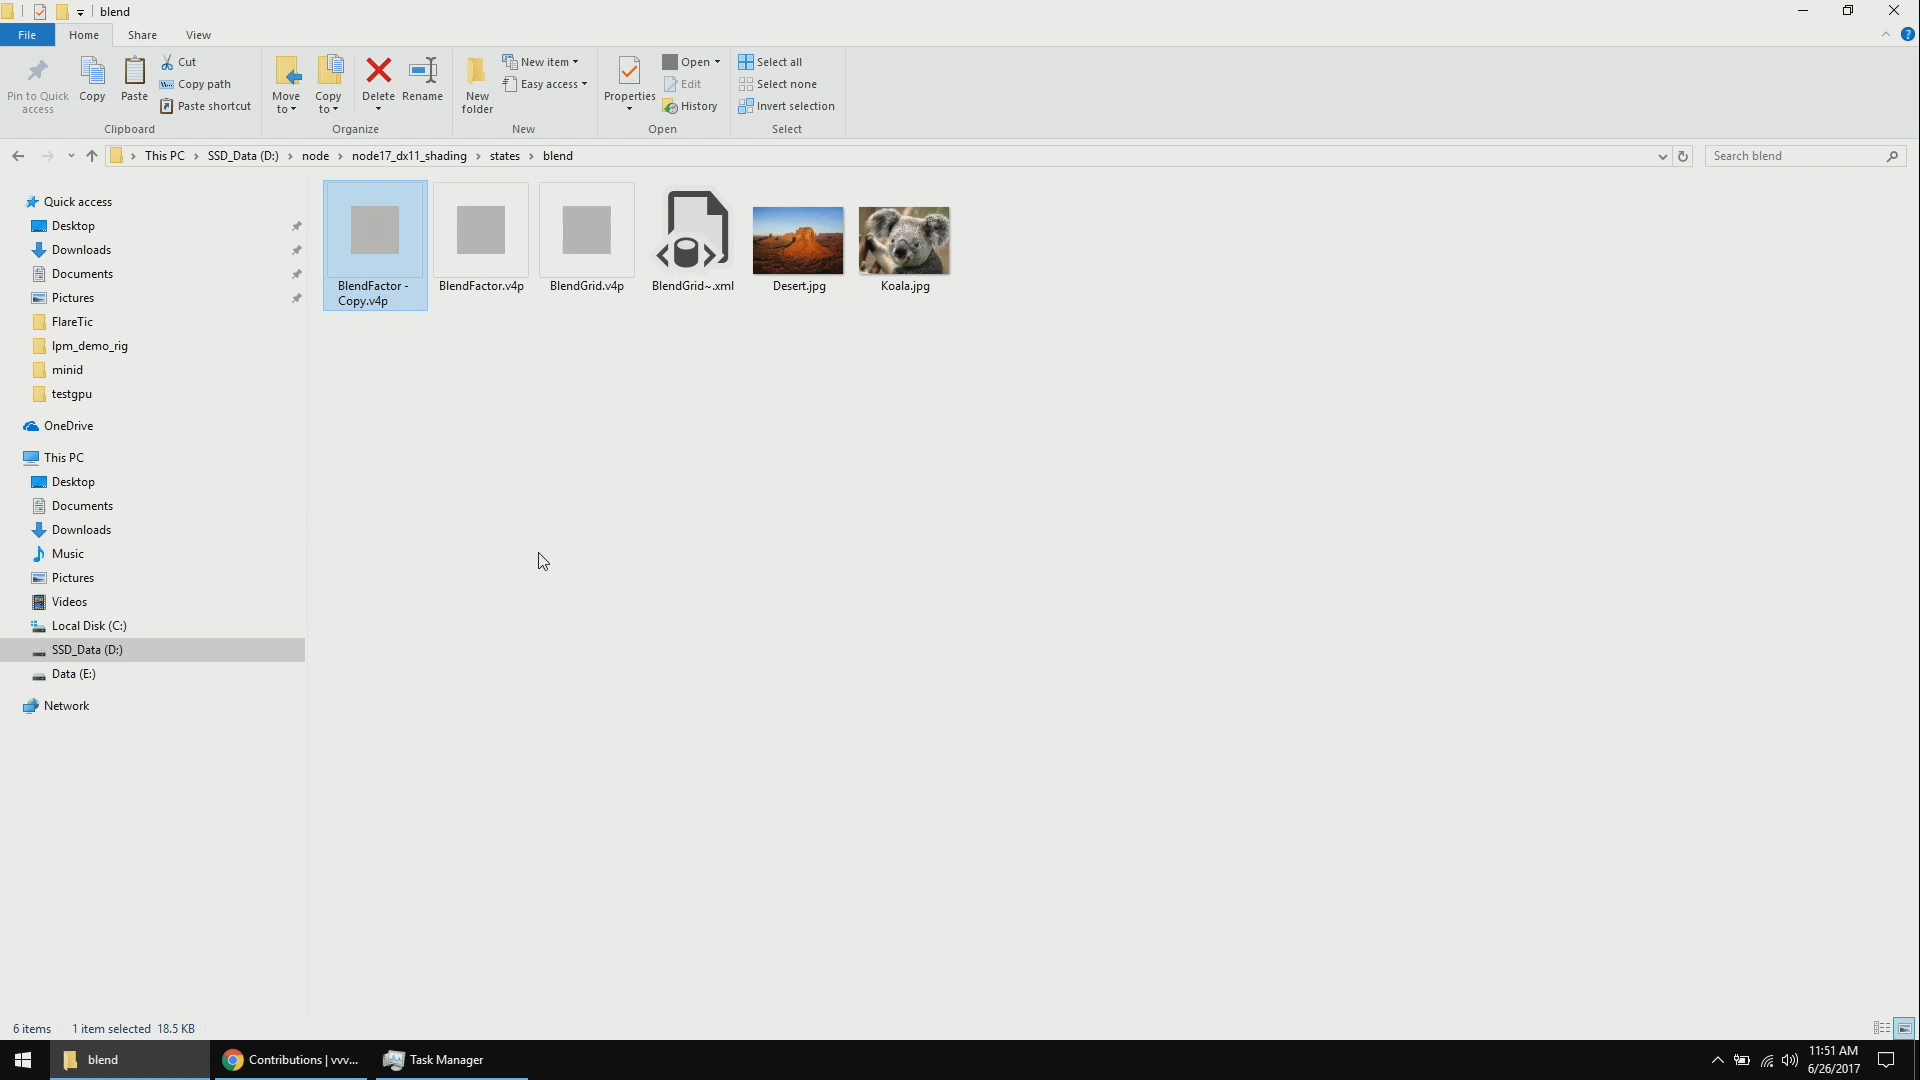 blend
File Home Share View
Pin to Quick access
Copy
Paste
Cut
Copy path
Paste shortcut
Clipboard
Move to
Copy to
Delete
Rename
Organize
New folder
New item
Easy access
New
Properties
Open
Edit
History
Open
Select all
Select none
Invert selection
Select
This PC › SSD_Data (D:) › node › node17_dx11_shading › states › blend
Search blend
Quick access
Desktop
Downloads
Documents
Pictures
FlareTic
lpm_demo_rig
minid
testgpu
OneDrive
This PC
Desktop
Documents
Downloads
Music
Pictures
Videos
Local Disk (C:)
SSD_Data (D:)
Data (E:)
Network
BlendFactor -
Copy.v4p
BlendFactor.v4p
BlendGrid.v4p
BlendGrid~.xml
Desert.jpg
Koala.jpg
6 items 1 item selected 18.5 KB
blend
Contributions | vvv...
Task Manager
11:51 AM
6/26/2017